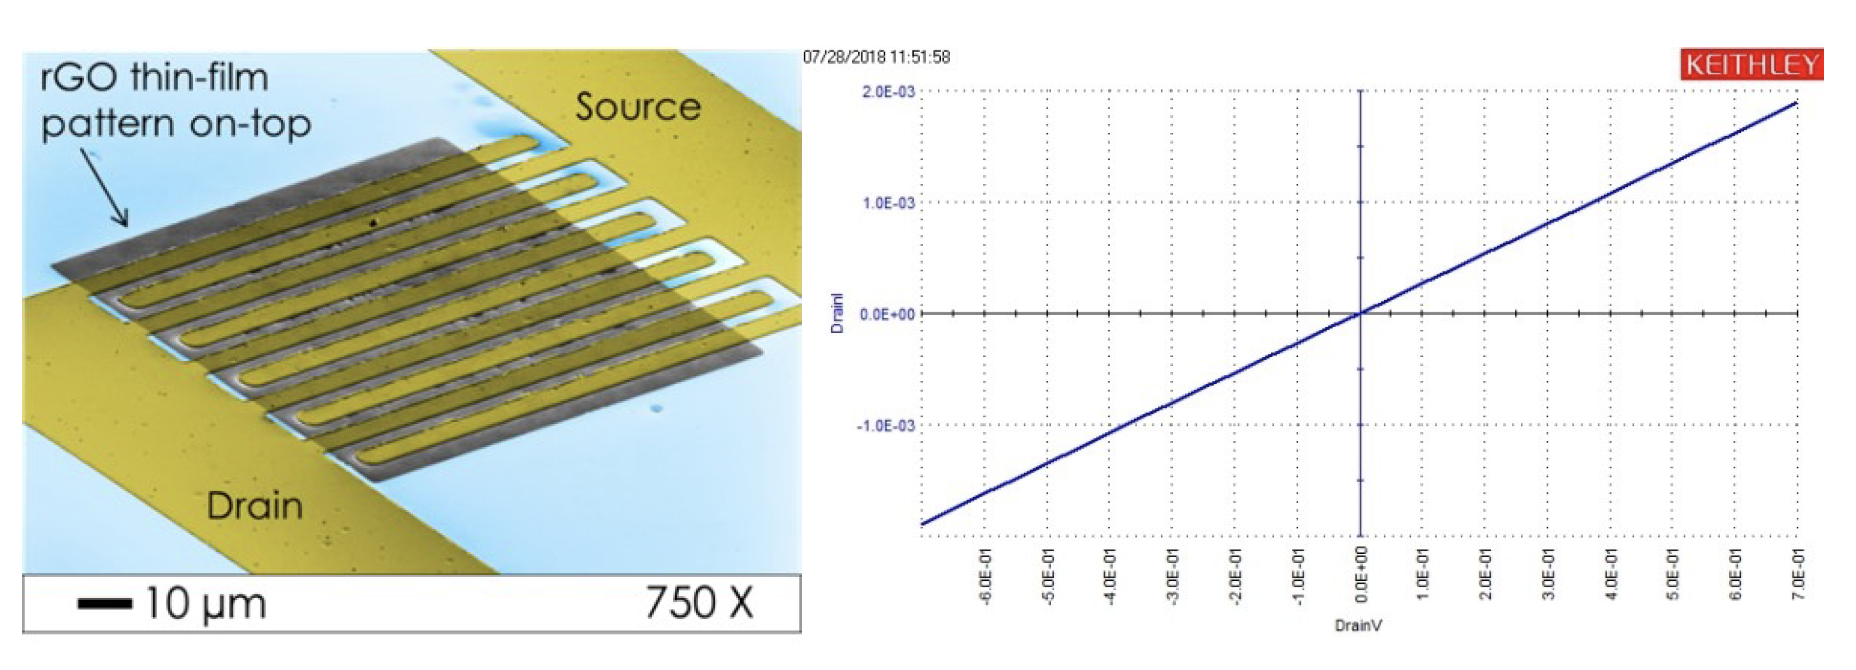 rGO thin-film
pattern on-top
Source
Drain
10 µm
750 X
07/28/2018 11:51:58
KEITHLEY
2.0E-03
1.0E-03
0.0E+00
-1.0E-03
DrainI
-6.0E-01
-5.0E-01
-4.0E-01
-3.0E-01
-2.0E-01
-1.0E-01
0.0E+00
1.0E-01
2.0E-01
3.0E-01
4.0E-01
5.0E-01
6.0E-01
7.0E-01
DrainV